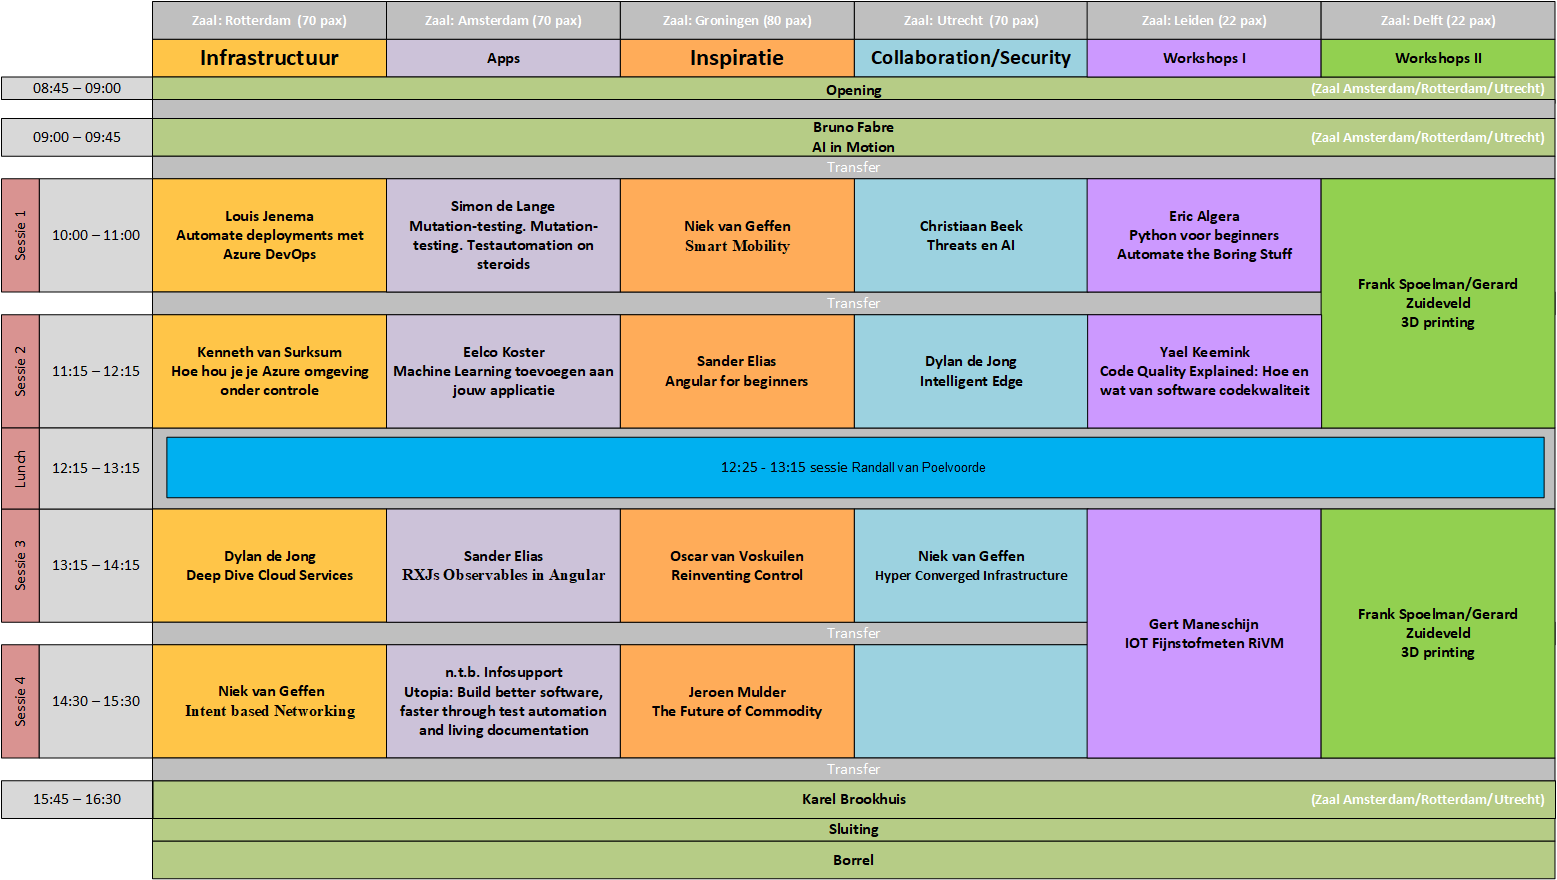 Zaal: Rotterdam (70 pax)
Zaal: Amsterdam (70 pax)
Zaal: Groningen (80 pax)
Zaal: Utrecht (70 pax)
Zaal: Leiden (22 pax)
Zaal: Delft (22 pax)
Infrastructuur
Apps
Inspiratie
Collaboration/Security
Workshops I
Workshops II
08:45 – 09:00
Opening
(Zaal Amsterdam/Rotterdam/Utrecht)
09:00 – 09:45
Bruno Fabre
AI in Motion
(Zaal Amsterdam/Rotterdam/Utrecht)
Transfer
Sessie 1
10:00 – 11:00
Louis Jenema
Automate deployments met
Azure DevOps
Simon de Lange
Mutation-testing. Mutation-
testing. Testautomation on
steroids
Niek van Geffen
Smart Mobility
Christiaan Beek
Threats en AI
Eric Algera
Python voor beginners
Automate the Boring Stuff
Frank Spoelman/Gerard
Zuideveld
3D printing
Transfer
Sessie 2
11:15 – 12:15
Kenneth van Surksum
Hoe hou je je Azure omgeving
onder controle
Eelco Koster
Machine Learning toevoegen aan
jouw applicatie
Sander Elias
Angular for beginners
Dylan de Jong
Intelligent Edge
Yael Keemink
Code Quality Explained: Hoe en
wat van software codekwaliteit
Lunch
12:15 – 13:15
12:25 - 13:15 sessie Randall van Poelvoorde
Sessie 3
13:15 – 14:15
Dylan de Jong
Deep Dive Cloud Services
Sander Elias
RXJs Observables in Angular
Oscar van Voskuilen
Reinventing Control
Niek van Geffen
Hyper Converged Infrastructure
Gert Maneschijn
IOT Fijnstofmeten RiVM
Frank Spoelman/Gerard
Zuideveld
3D printing
Transfer
Sessie 4
14:30 – 15:30
Niek van Geffen
Intent based Networking
n.t.b. Infosupport
Utopia: Build better software,
faster through test automation
and living documentation
Jeroen Mulder
The Future of Commodity
Transfer
15:45 – 16:30
Karel Brookhuis
(Zaal Amsterdam/Rotterdam/Utrecht)
Sluiting
Borrel